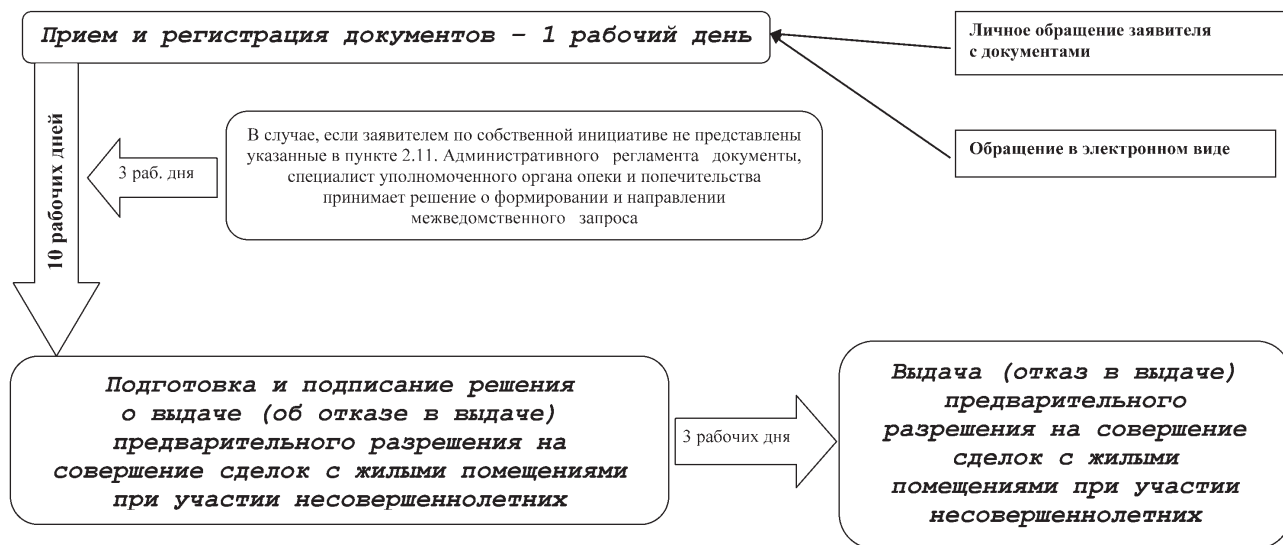 Прием и регистрация документов – 1 рабочий день
Личное обращение заявителя
с документами
Обращение в электронном виде
10 рабочих дней
3 раб. дня
В случае, если заявителем по собственной инициативе не представлены
указанные в пункте 2.11. Административного регламента документы,
специалист уполномоченного органа опеки и попечительства
принимает решение о формировании и направлении
межведомственного запроса
Подготовка и подписание решения
о выдаче (об отказе в выдаче)
предварительного разрешения на
совершение сделок с жилыми помещениями
при участии несовершеннолетних
3 рабочих дня
Выдача (отказ в выдаче)
предварительного
разрешения на совершение
сделок с жилыми
помещениями при участии
несовершеннолетних